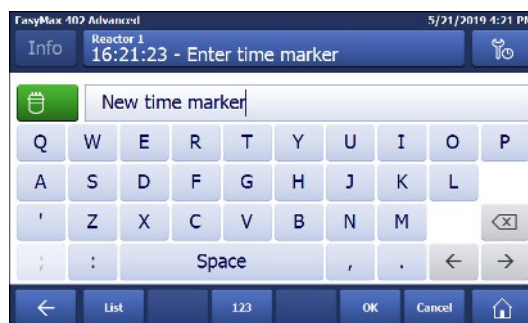 EasyMax 402 Advanced 5/21/2019 4:21 PM
Info Reactor 1
16:21:23 - Enter time marker
New time marker
Q W E R T Y U I O P
A S D F G H J K L
' Z X C V B N M
; : Space , .
List 123 OK Cancel